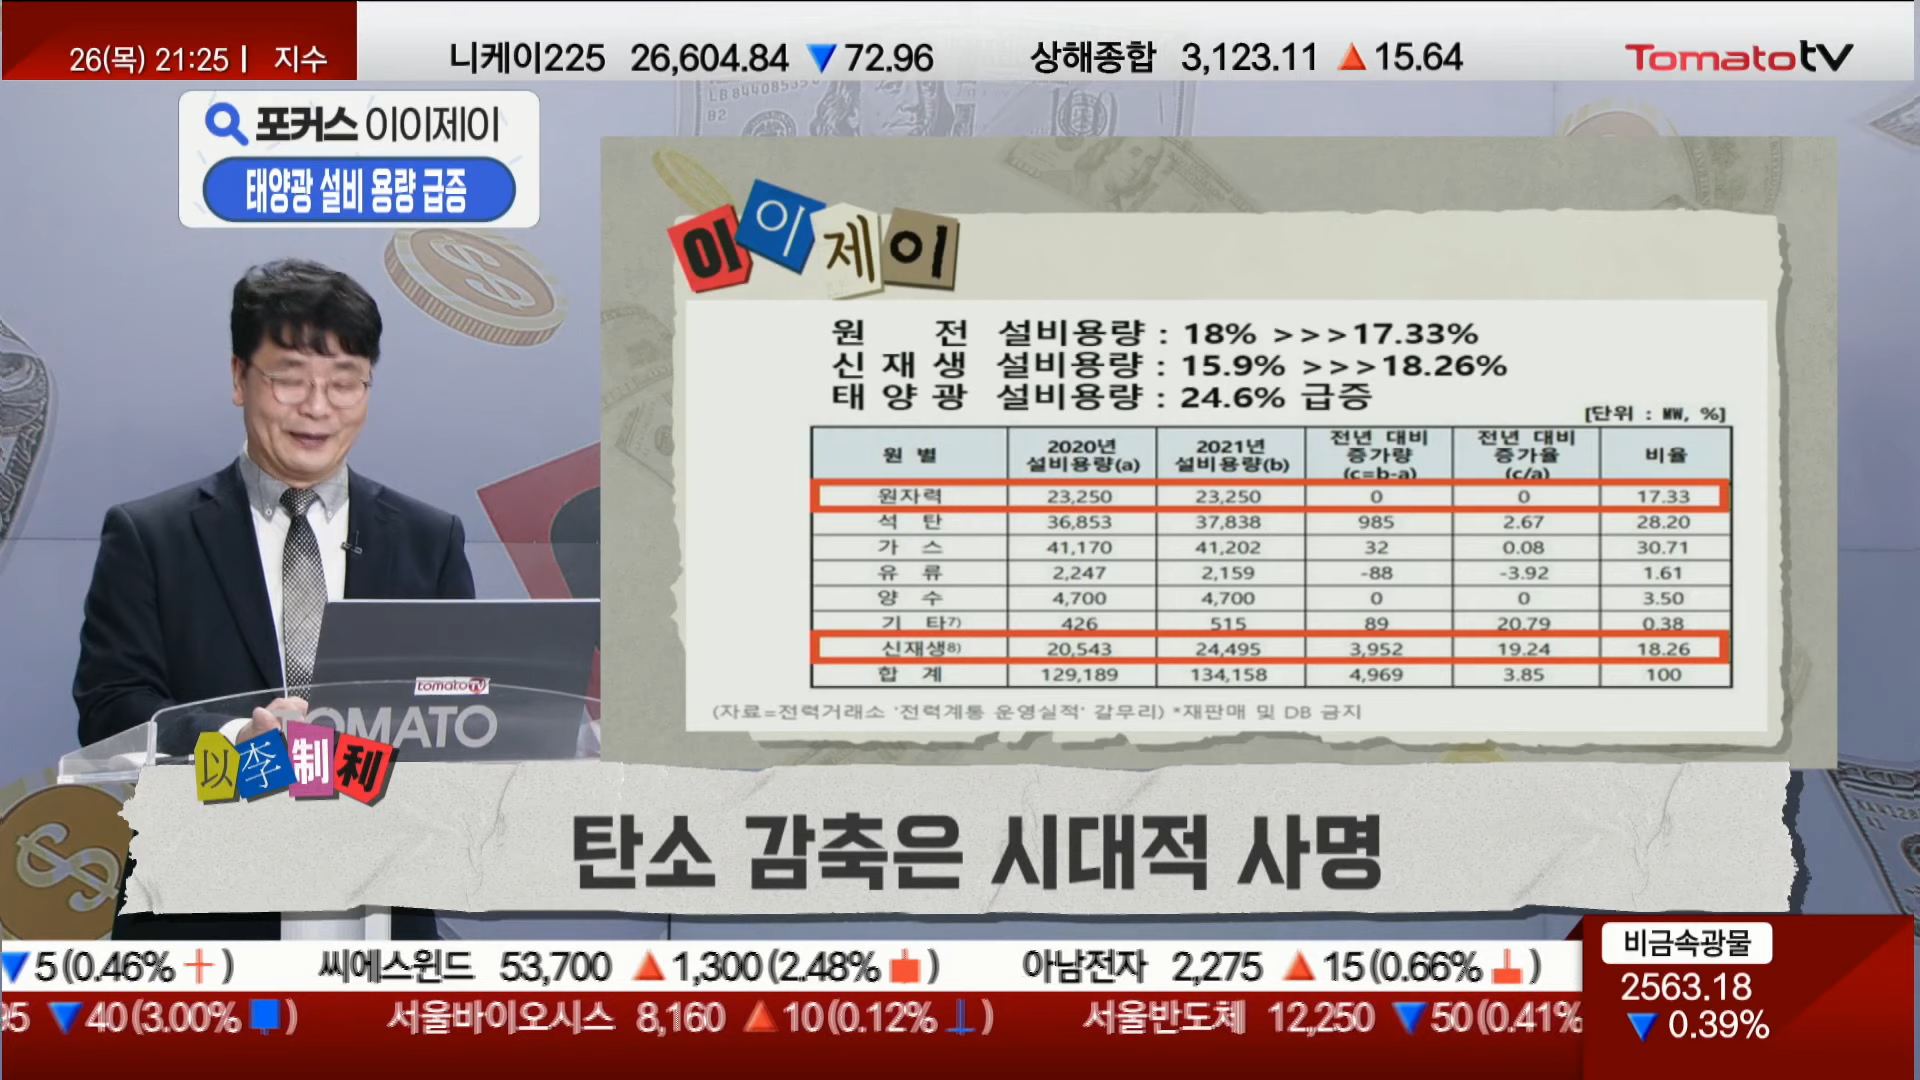 26(목) 21:25 | 지수 니케이225 26,604.84 ▼72.96 상해종합 3,123.11 ▲15.64 Tomatotv
포커스 이이제이
태양광 설비 용량 급증
이이제이
원 전 설비용량 : 18% >>>17.33%
신 재 생 설비용량 : 15.9% >>>18.26%
태 양 광 설비용량 : 24.6% 급증
[단위 : MW, %]
원 별 2020년 설비용량(a) 2021년 설비용량(b) 전년 대비 증가량 (c=b-a) 전년 대비 증가율 (c/a) 비율
원자력 23,250 23,250 0 0 17.33
석 탄 36,853 37,838 985 2.67 28.20
가 스 41,170 41,202 32 0.08 30.71
유 류 2,247 2,159 -88 -3.92 1.61
양 수 4,700 4,700 0 0 3.50
기 타7) 426 515 89 20.79 0.38
신재생8) 20,543 24,495 3,952 19.24 18.26
합 계 129,189 134,158 4,969 3.85 100
(자료=전력거래소 '전력계통 운영실적' 갈무리) *재판매 및 DB 금지
tomatotv
TOMATO
以李制利
탄소 감축은 시대적 사명
▼5(0.46% ) 씨에스윈드 53,700 ▲1,300(2.48% ) 아남전자 2,275 ▲15(0.66% )
95 ▼40(3.00% ) 서울바이오시스 8,160 ▲10(0.12% ) 서울반도체 12,250 ▼50(0.41%
비금속광물
2563.18
▼ 0.39%